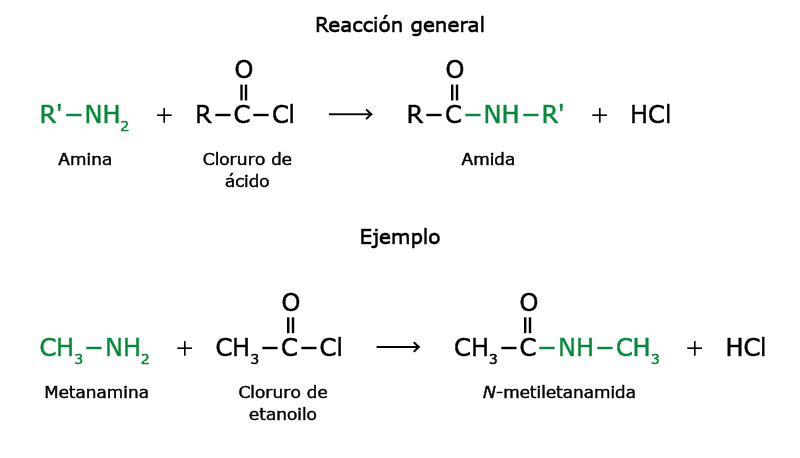 Reacción general
O
R'–NH₂ + R–C–Cl ⟶ R–C–NH–R' + HCl
O
Amina Cloruro de ácido Amida
Ejemplo
O O
CH₃–NH₂ + CH₃–C–Cl ⟶ CH₃–C–NH–CH₃ + HCl
Metanamina Cloruro de etanoilo N-metiletanamida